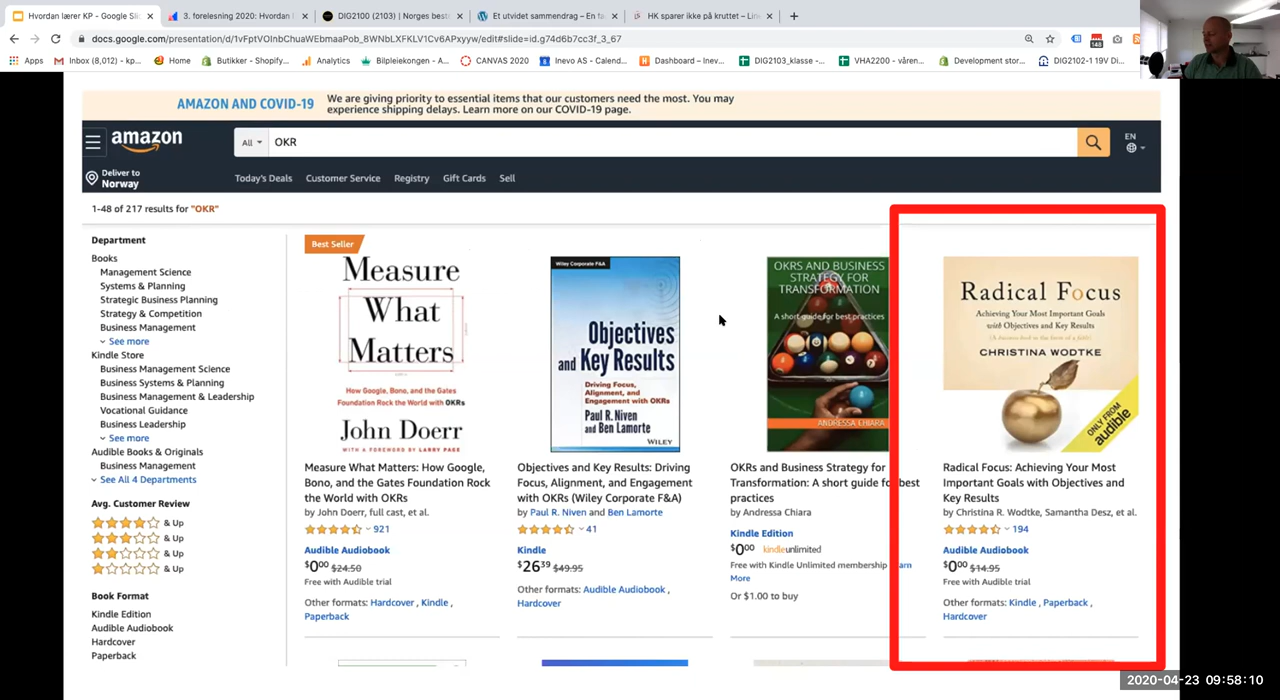 Hvordan lærer KP - Google Sli
3. forelesning 2020: Hvordan
DIG2100 (2103) | Norges best
Et utvidet sammendrag – En fa
HK sparer ikke på kruttet – Lin
docs.google.com/presentation/d/1vFptVOInbChuaWEbmaaPob_8WNbLXFKLV1Cv6APxyyw/edit#slide=id.g74d6b7cc3f_3_67
148
Apps
Inbox (8,012) - kp...
Home
Butikker - Shopify...
Analytics
Bilpleiekongen - A...
CANVAS 2020
Inevo AS - Calend...
Dashboard – Inev...
DIG2103_klasse -...
VHA2200 - våren...
Development stor...
DIG2102-1 19V Di...
AMAZON AND COVID-19
We are giving priority to essential items that our customers need the most. You may
experience shipping delays. Learn more on our COVID-19 page.
amazon
All
OKR
EN
Deliver to
Norway
Today's Deals
Customer Service
Registry
Gift Cards
Sell
1-48 of 217 results for "OKR"
Department
Books
Management Science
Systems & Planning
Strategic Business Planning
Strategy & Competition
Business Management
See more
Kindle Store
Business Management Science
Business Systems & Planning
Business Management & Leadership
Vocational Guidance
Business Leadership
See more
Audible Books & Originals
Business Management
See All 4 Departments
Avg. Customer Review
& Up
& Up
& Up
& Up
Book Format
Kindle Edition
Audible Audiobook
Hardcover
Paperback
Best Seller
Measure
What
Matters
How Google, Bono, and the Gates
Foundation Rock the World with OKRs
John Doerr
WITH A FOREWORD BY LARRY PAGE
Measure What Matters: How Google,
Bono, and the Gates Foundation Rock
the World with OKRs
by John Doerr, full cast, et al.
921
Audible Audiobook
$0.00 $24.50
Free with Audible trial
Other formats: Hardcover , Kindle ,
Paperback
Wiley Corporate F&A
Objectives
and Key Results
Driving Focus,
Alignment, and
Engagement with OKRs
Paul R. Niven
and Ben Lamorte
WILEY
Objectives and Key Results: Driving
Focus, Alignment, and Engagement
with OKRs (Wiley Corporate F&A)
by Paul R. Niven and Ben Lamorte
41
Kindle
$26.39 $49.95
Other formats: Audible Audiobook ,
Hardcover
OKRS AND BUSINESS
STRATEGY FOR
TRANSFORMATION:
A short guide for best practices
ANDRESSA CHIARA
OKRs and Business Strategy for
Transformation: A short guide for best
practices
by Andressa Chiara
Kindle Edition
$0.00 kindleunlimited
Free with Kindle Unlimited membership Learn
More
Or $1.00 to buy
Radical Focus
Achieving Your Most Important Goals
with Objectives and Key Results
CHRISTINA WODTKE
ONLY FROM
audible
Radical Focus: Achieving Your Most
Important Goals with Objectives and
Key Results
by Christina R. Wodtke, Samantha Desz, et al.
194
Audible Audiobook
$0.00 $14.95
Free with Audible trial
Other formats: Kindle , Paperback ,
Hardcover
2020-04-23 09:58:10